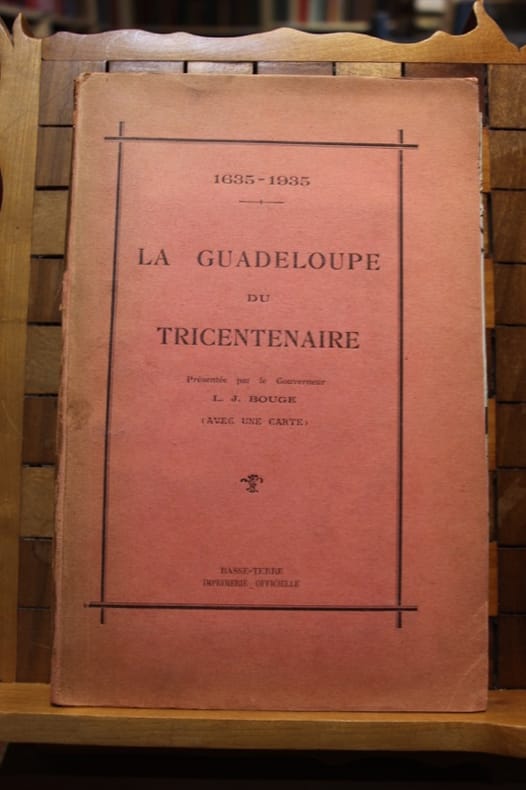 1635-1935
LA GUADELOUPE
DU
TRICENTENAIRE
Présentée par le Gouverneur
L. J. BOUGE
(AVEC UNE CARTE)
BASSE-TERRE
IMPRIMERIE OFFICIELLE